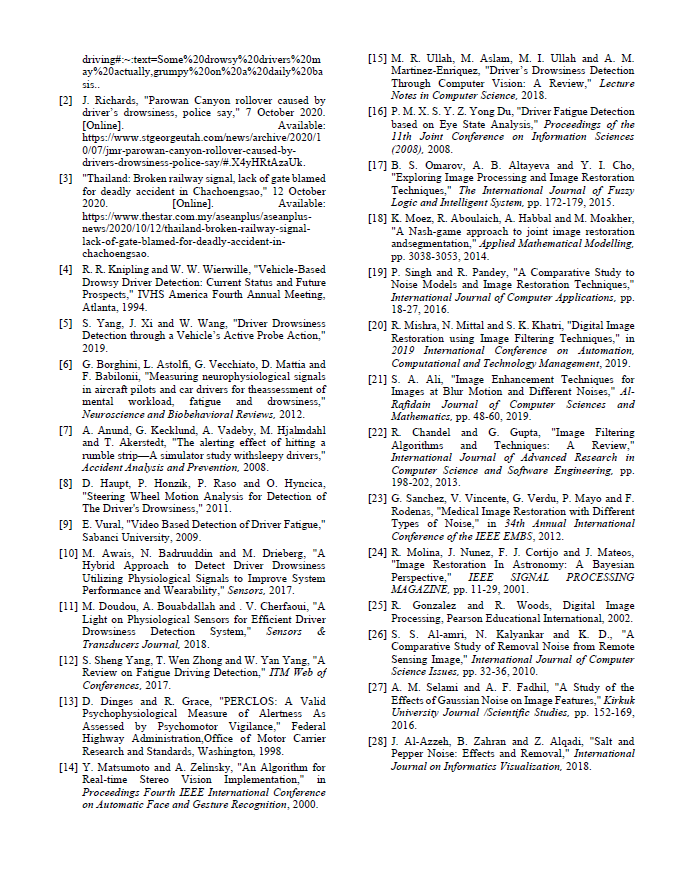 driving#:~:text=Some%20drowsy%20drivers%20m
ay%20actually,grumpy%20on%20a%20daily%20ba
sis..
[2] J. Richards, "Parowan Canyon rollover caused by
driver's drowsiness, police say," 7 October 2020.
[Online]. Available:
https://www.stgeorgeutah.com/news/archive/2020/1
0/07/jmr-parowan-canyon-rollover-caused-by-
drivers-drowsiness-police-say/#.X4yHRtAzaUk.
[3] "Thailand: Broken railway signal, lack of gate blamed
for deadly accident in Chachoengsao," 12 October
2020. [Online]. Available:
https://www.thestar.com.my/aseanplus/aseanplus-
news/2020/10/12/thailand-broken-railway-signal-
lack-of-gate-blamed-for-deadly-accident-in-
chachoengsao.
[4] R. R. Knipling and W. W. Wierwille, "Vehicle-Based
Drowsy Driver Detection: Current Status and Future
Prospects," IVHS America Fourth Annual Meeting,
Atlanta, 1994.
[5] S. Yang, J. Xi and W. Wang, "Driver Drowsiness
Detection through a Vehicle's Active Probe Action,"
2019.
[6] G. Borghini, L. Astolfi, G. Vecchiato, D. Mattia and
F. Babilonii, "Measuring neurophysiological signals
in aircraft pilots and car drivers for theassessment of
mental workload, fatigue and drowsiness,"
Neuroscience and Biobehavioral Reviews, 2012.
[7] A. Anund, G. Kecklund, A. Vadeby, M. Hjalmdahl
and T. Akerstedt, "The alerting effect of hitting a
rumble strip—A simulator study withsleepy drivers,"
Accident Analysis and Prevention, 2008.
[8] D. Haupt, P. Honzik, P. Raso and O. Hyncica,
"Steering Wheel Motion Analysis for Detection of
The Driver's Drowsiness," 2011.
[9] E. Vural, "Video Based Detection of Driver Fatigue,"
Sabanci University, 2009.
[10] M. Awais, N. Badruuddin and M. Drieberg, "A
Hybrid Approach to Detect Driver Drowsiness
Utilizing Physiological Signals to Improve System
Performance and Wearability," Sensors, 2017.
[11] M. Doudou, A. Bouabdallah and . V. Cherfaoui, "A
Light on Physiological Sensors for Efficient Driver
Drowsiness Detection System," Sensors &
Transducers Journal, 2018.
[12] S. Sheng Yang, T. Wen Zhong and W. Yan Yang, "A
Review on Fatigue Driving Detection," ITM Web of
Conferences, 2017.
[13] D. Dinges and R. Grace, "PERCLOS: A Valid
Psychophysiological Measure of Alertness As
Assessed by Psychomotor Vigilance," Federal
Highway Administration,Office of Motor Carrier
Research and Standards, Washington, 1998.
[14] Y. Matsumoto and A. Zelinsky, "An Algorithm for
Real-time Stereo Vision Implementation," in
Proceedings Fourth IEEE International Conference
on Automatic Face and Gesture Recognition, 2000.
[15] M. R. Ullah, M. Aslam, M. I. Ullah and A. M.
Martinez-Enriquez, "Driver's Drowsiness Detection
Through Computer Vision: A Review," Lecture
Notes in Computer Science, 2018.
[16] P. M. X. S. Y. Z. Yong Du, "Driver Fatigue Detection
based on Eye State Analysis," Proceedings of the
11th Joint Conference on Information Sciences
(2008), 2008.
[17] B. S. Omarov, A. B. Altayeva and Y. I. Cho,
"Exploring Image Processing and Image Restoration
Techniques," The International Journal of Fuzzy
Logic and Intelligent System, pp. 172-179, 2015.
[18] K. Moez, R. Aboulaich, A. Habbal and M. Moakher,
"A Nash-game approach to joint image restoration
andsegmentation," Applied Mathematical Modelling,
pp. 3038-3053, 2014.
[19] P. Singh and R. Pandey, "A Comparative Study to
Noise Models and Image Restoration Techniques,"
International Journal of Computer Applications, pp.
18-27, 2016.
[20] R. Mishra, N. Mittal and S. K. Khatri, "Digital Image
Restoration using Image Filtering Techniques," in
2019 International Conference on Automation,
Computational and Technology Management, 2019.
[21] S. A. Ali, "Image Enhancement Techniques for
Images at Blur Motion and Different Noises," Al-
Rafidain Journal of Computer Sciences and
Mathematics, pp. 48-60, 2019.
[22] R. Chandel and G. Gupta, "Image Filtering
Algorithms and Techniques: A Review,"
International Journal of Advanced Research in
Computer Science and Software Engineering, pp.
198-202, 2013.
[23] G. Sanchez, V. Vincente, G. Verdu, P. Mayo and F.
Rodenas, "Medical Image Restoration with Different
Types of Noise," in 34th Annual International
Conference of the IEEE EMBS, 2012.
[24] R. Molina, J. Nunez, F. J. Cortijo and J. Mateos,
"Image Restoration In Astronomy: A Bayesian
Perspective," IEEE SIGNAL PROCESSING
MAGAZINE, pp. 11-29, 2001.
[25] R. Gonzalez and R. Woods, Digital Image
Processing, Pearson Educational International, 2002.
[26] S. S. Al-amri, N. Kalyankar and K. D., "A
Comparative Study of Removal Noise from Remote
Sensing Image," International Journal of Computer
Science Issues, pp. 32-36, 2010.
[27] A. M. Selami and A. F. Fadhil, "A Study of the
Effects of Gaussian Noise on Image Features," Kirkuk
University Journal /Scientific Studies, pp. 152-169,
2016.
[28] J. Al-Azzeh, B. Zahran and Z. Alqadi, "Salt and
Pepper Noise: Effects and Removal," International
Journal on Informatics Visualization, 2018.